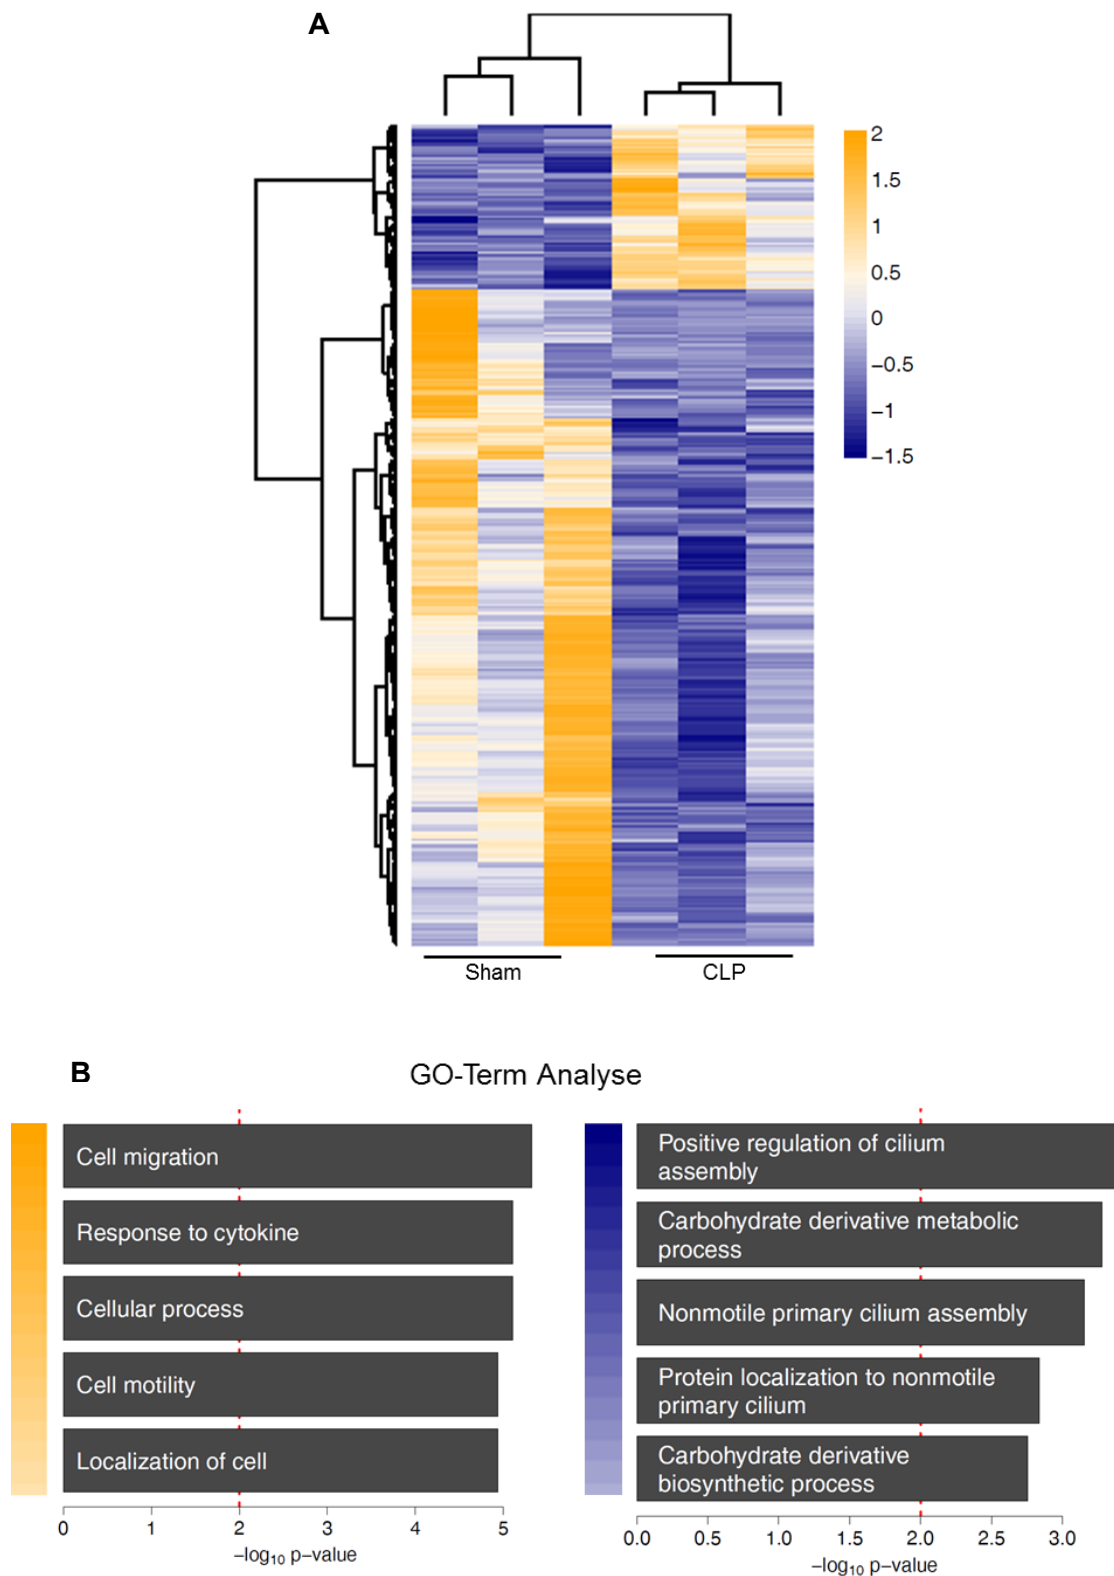 A
2
1.5
1
0.5
0
−0.5
−1
−1.5
Sham
CLP
B
GO-Term Analyse
Cell migration
Response to cytokine
Cellular process
Cell motility
Localization of cell
0 1 2 3 4 5
−log10 p−value
Positive regulation of cilium
assembly
Carbohydrate derivative metabolic
process
Nonmotile primary cilium assembly
Protein localization to nonmotile
primary cilium
Carbohydrate derivative
biosynthetic process
0.0 0.5 1.0 1.5 2.0 2.5 3.0
−log10 p−value